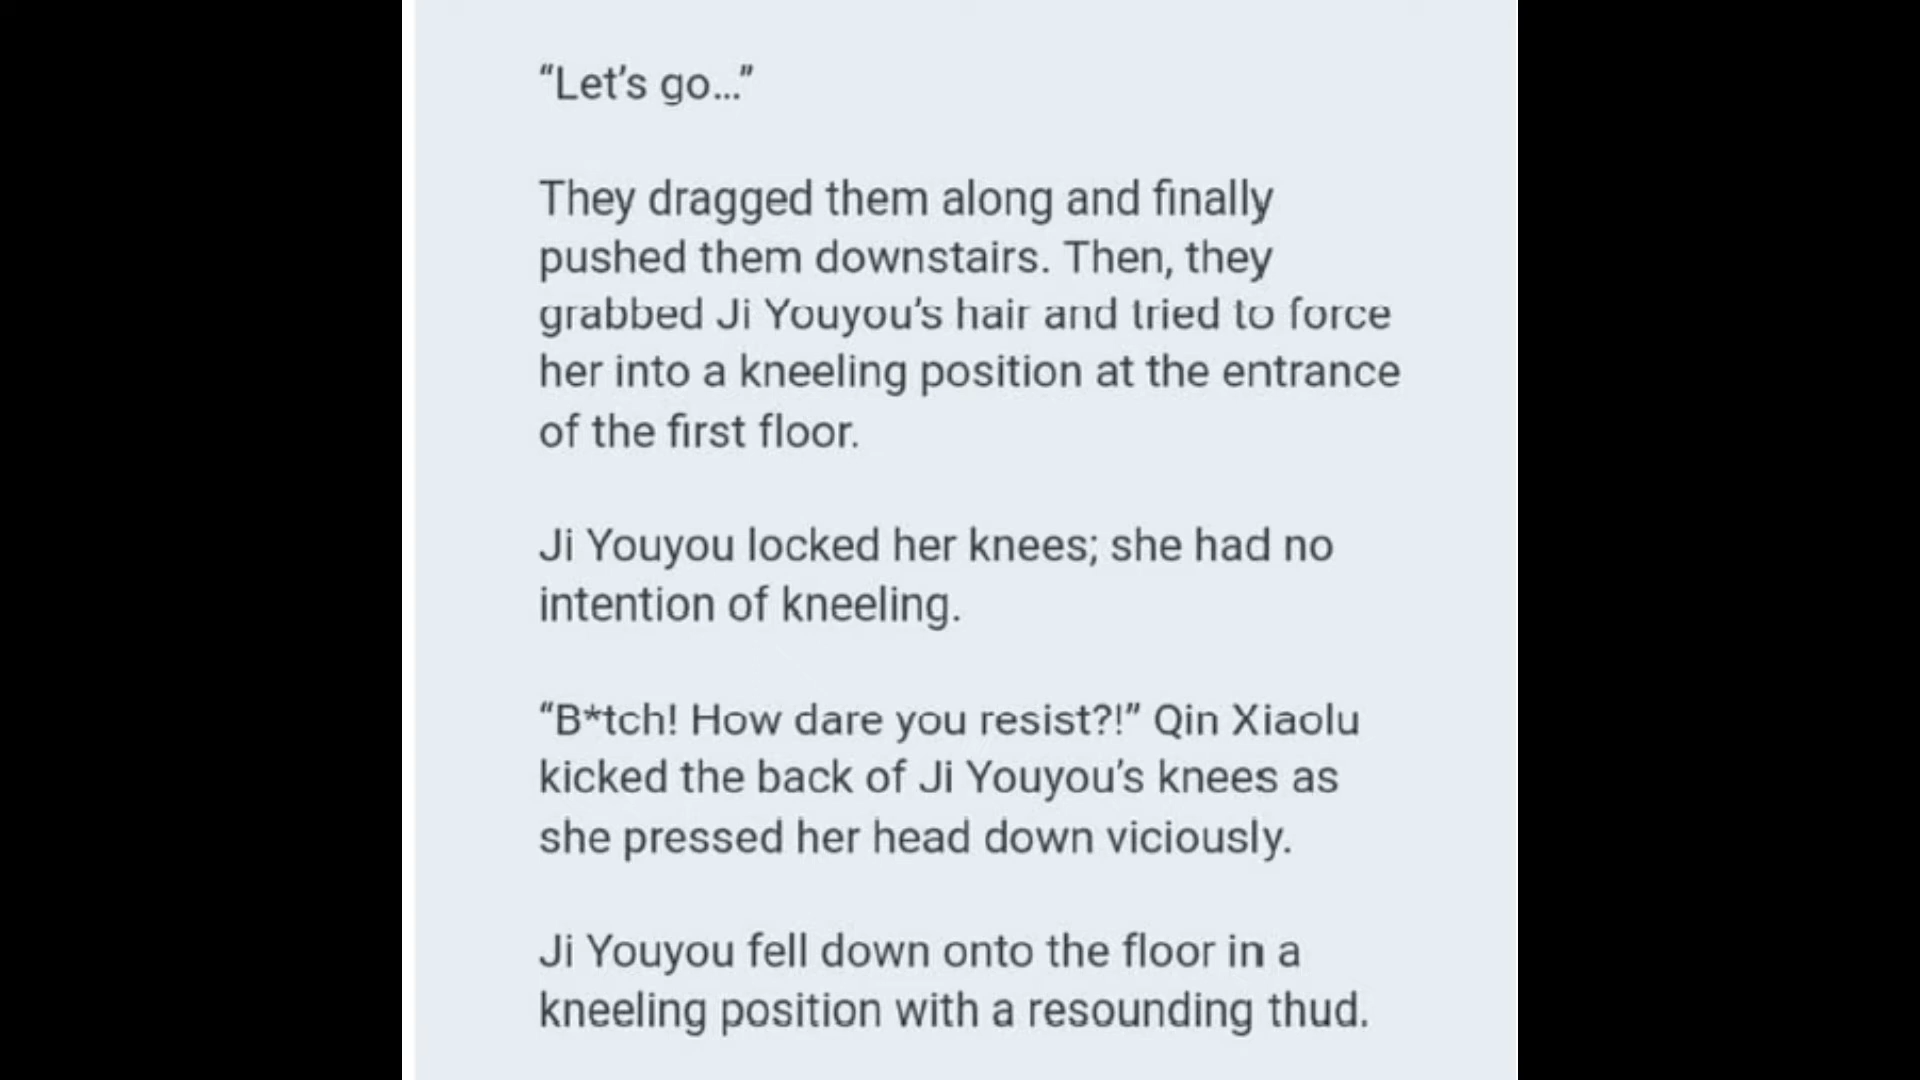 “Let’s go…”
They dragged them along and finally
pushed them downstairs. Then, they
grabbed Ji Youyou’s hair and tried to force
her into a kneeling position at the entrance
of the first floor.
Ji Youyou locked her knees; she had no
intention of kneeling.
“B*tch! How dare you resist?!” Qin Xiaolu
kicked the back of Ji Youyou’s knees as
she pressed her head down viciously.
Ji Youyou fell down onto the floor in a
kneeling position with a resounding thud.